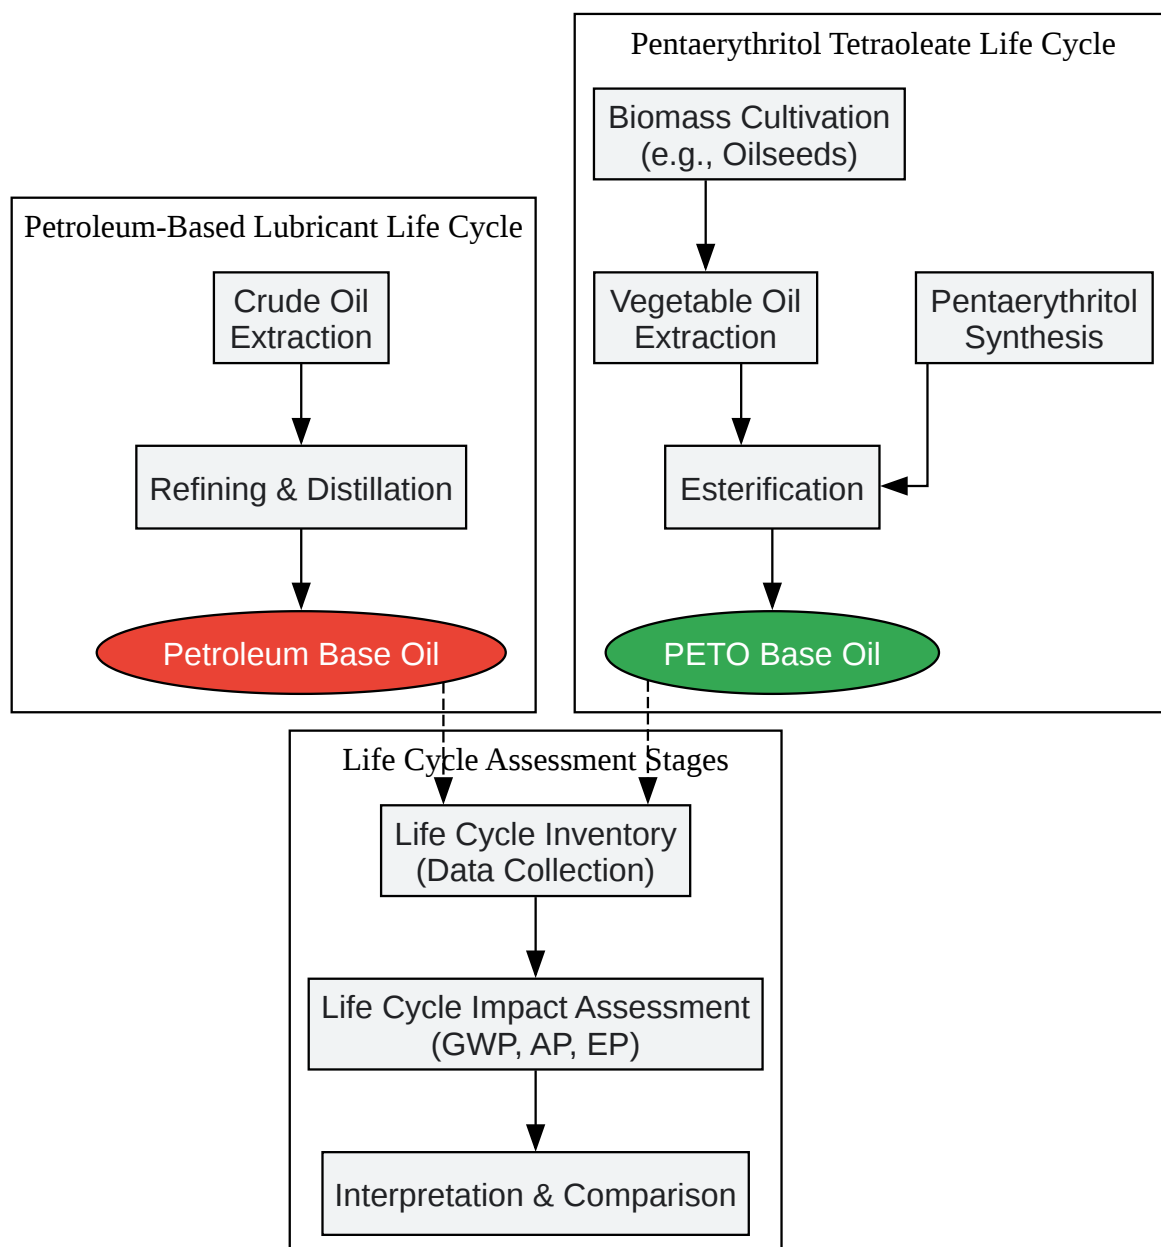 Pentaerythritol Tetraoleate Life Cycle
Biomass Cultivation
(e.g., Oilseeds)
Petroleum-Based Lubricant Life Cycle
Crude Oil
Extraction
Vegetable Oil
Extraction
Pentaerythritol
Synthesis
Refining & Distillation
Esterification
Petroleum Base Oil
PETO Base Oil
Life Cycle Assessment Stages
Life Cycle Inventory
(Data Collection)
Life Cycle Impact Assessment
(GWP, AP, EP)
Interpretation & Comparison